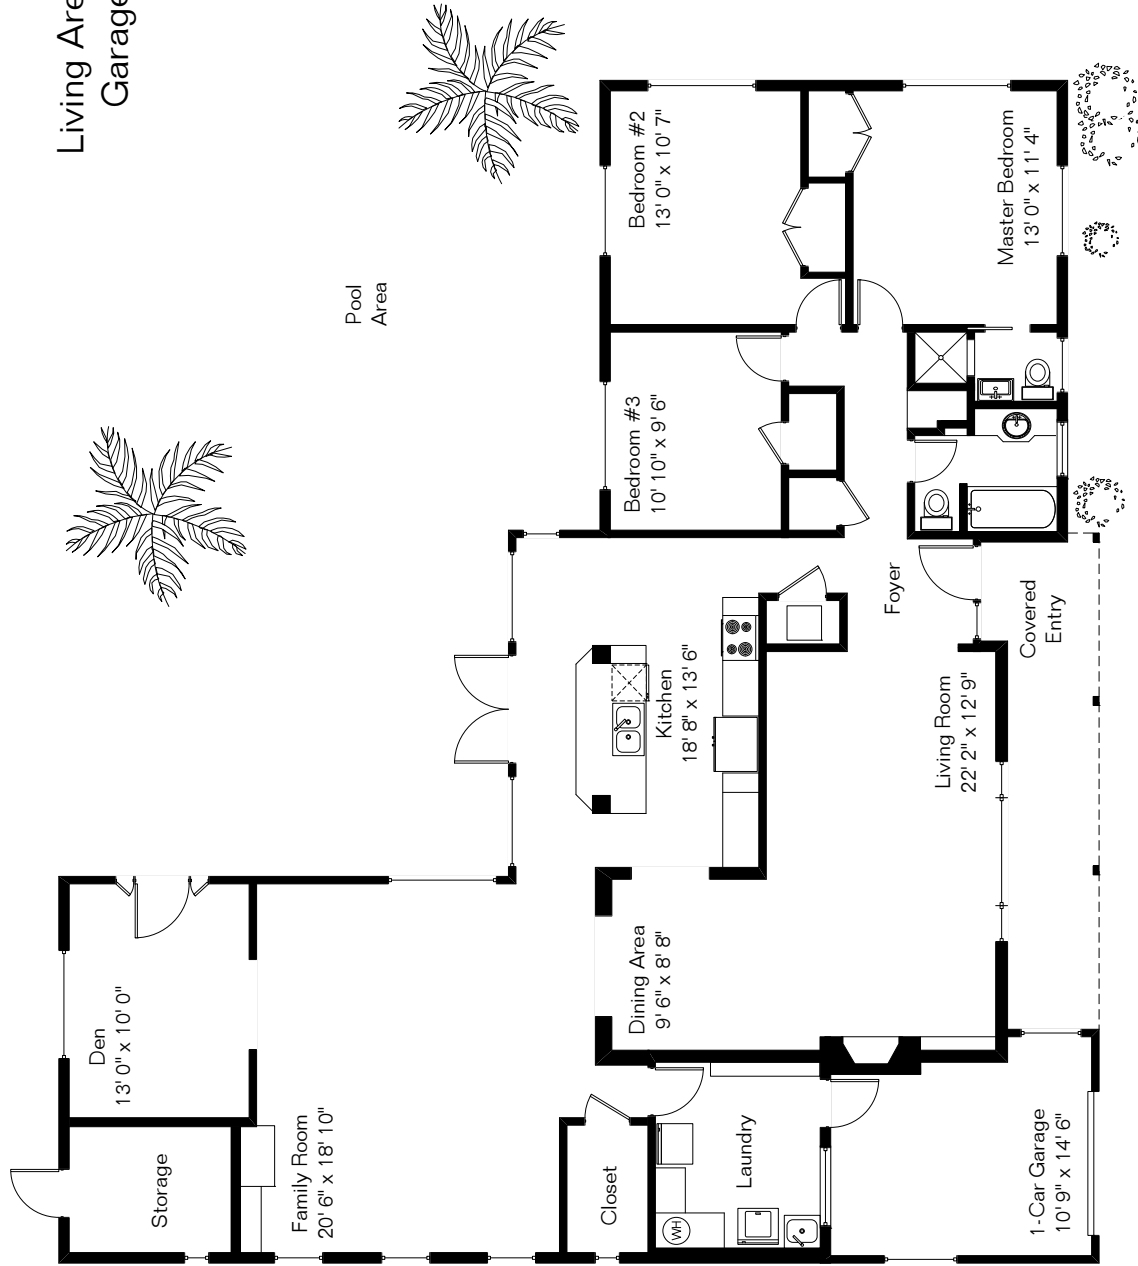 Living Are
Garage
Den
13' 0" x 10' 0"
Storage
Family Room
20' 6" x 18' 10"
Pool
Area
Closet
Dining Area
9' 6" x 8' 8"
Kitchen
18' 8" x 13' 6"
Bedroom #3
10' 10" x 9' 6"
Bedroom #2
13' 0" x 10' 7"
WH
Laundry
Foyer
Living Room
22' 2" x 12' 9"
Master Bedroom
13' 0" x 11' 4"
Covered
Entry
1-Car Garage
10' 9" x 14' 6"